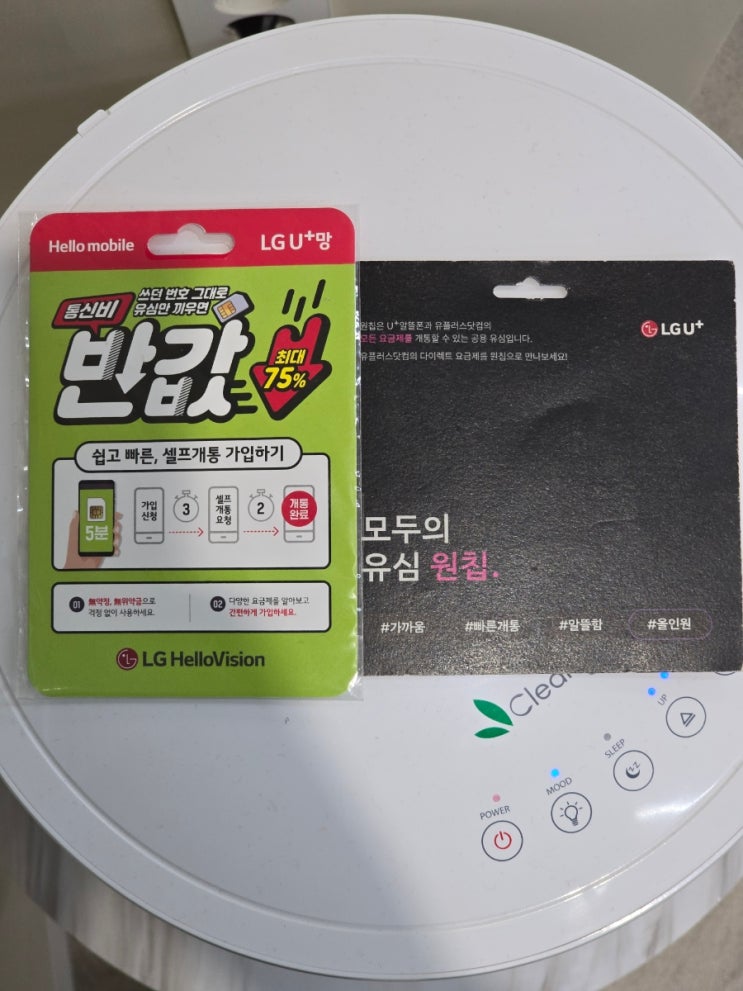 Hello mobile
LG U+망
통신비
쓰던 번호 그대로
유심만 끼우면
반값
최대
75%
쉽고 빠른, 셀프개통 가입하기
5분
가입
신청
3
셀프
개통
요청
2
개통
완료
01 無약정, 無위약금으로
걱정 없이 사용하세요.
02 다양한 요금제를 알아보고
간편하게 가입하세요.
LG HelloVision
원칩은 U+알뜰폰과 유플러스닷컴의
모든 요금제를 개통할 수 있는 공용 유심입니다.
유플러스닷컴의 다이렉트 요금제를 원칩으로 만나보세요!
LG U+
모두의
유심 원칩.
#가까움 #빠른개통 #알뜰함 #올인원
Clean
POWER
MOOD
SLEEP
UP